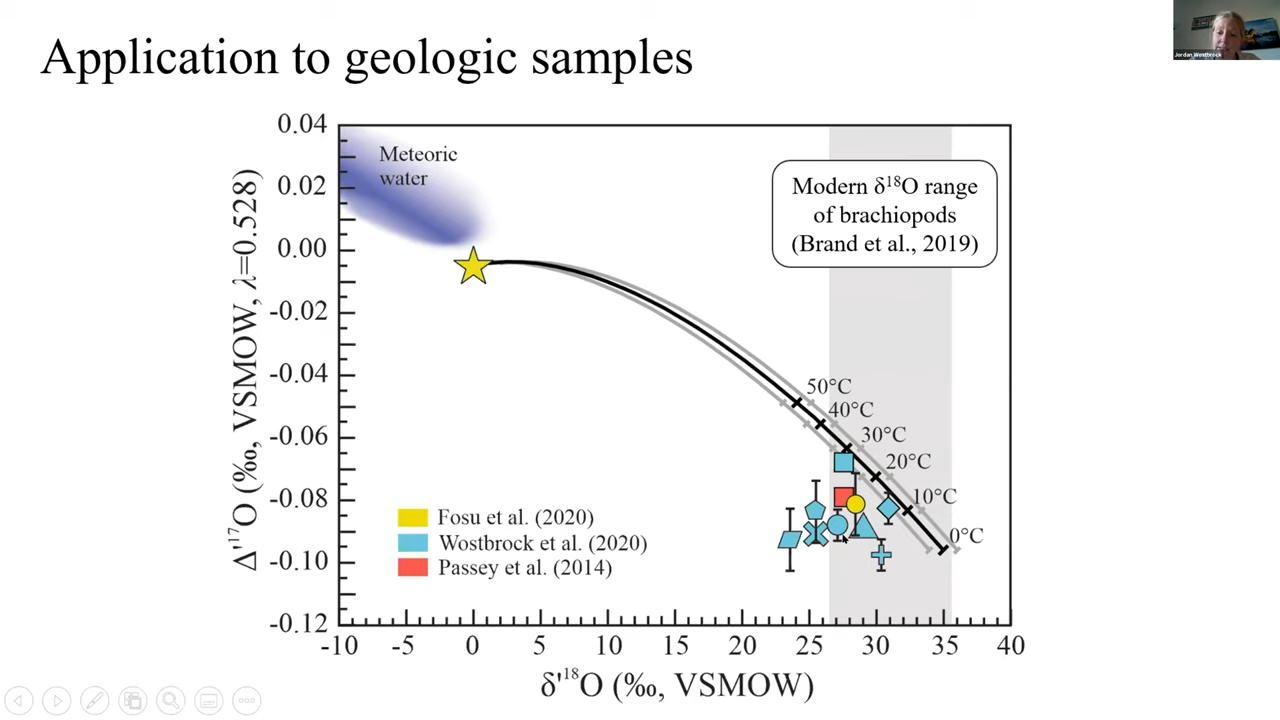 Application to geologic samples
Jordan Wostbrock
0.04
0.02
0.00
-0.02
-0.04
-0.06
-0.08
-0.10
-0.12
Δ'¹⁷O (‰, VSMOW, λ=0.528)
Meteoric
water
Modern δ¹⁸O range
of brachiopods
(Brand et al., 2019)
50°C
40°C
30°C
20°C
10°C
0°C
Fosu et al. (2020)
Wostbrock et al. (2020)
Passey et al. (2014)
-10 -5 0 5 10 15 20 25 30 35 40
δ'¹⁸O (‰, VSMOW)